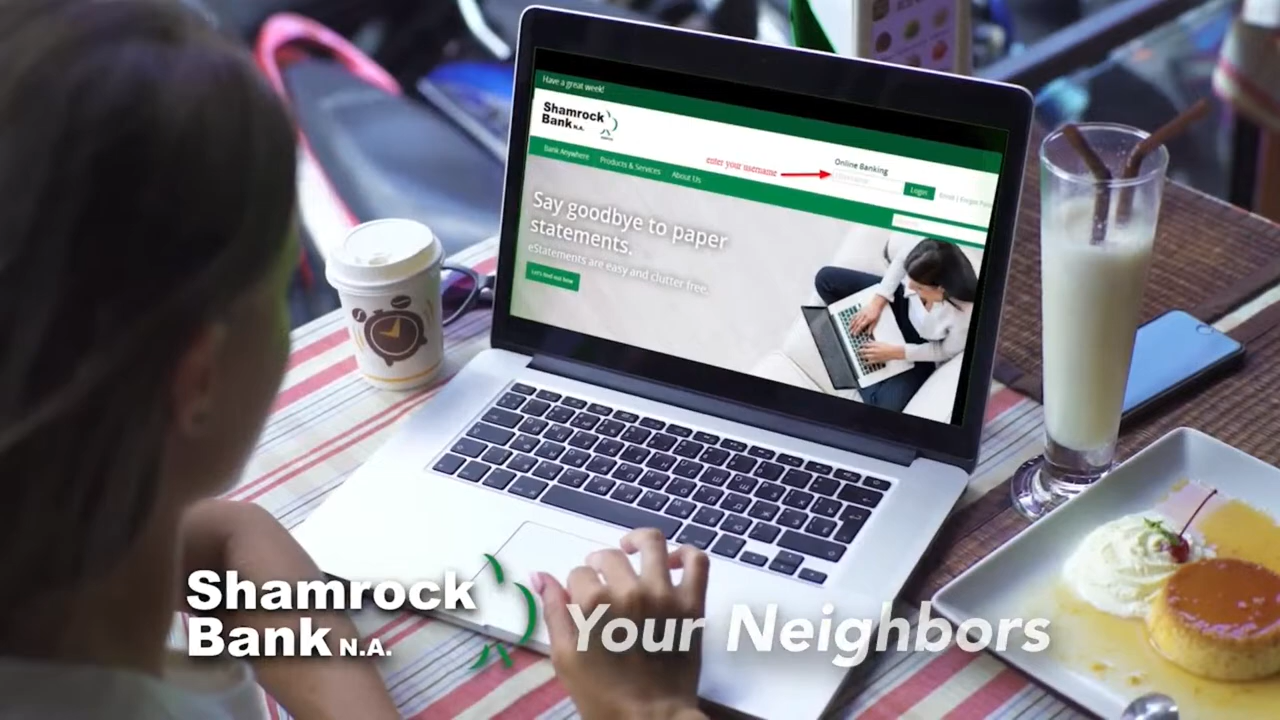 Have a great week!
Shamrock
Bank N.A.
Online Banking
enter your username
Login
Bank Anywhere Products & Services About Us
Say goodbye to paper
statements.
eStatements are easy and clutter free.
Let's find out how
Shamrock
Bank N.A.
Your Neighbors